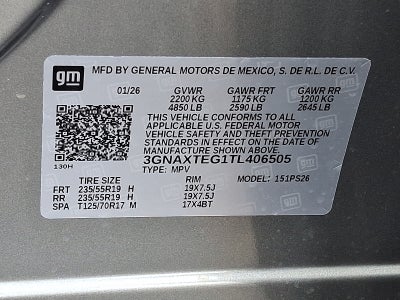 gm MFD BY GENERAL MOTORS DE MEXICO, S. DE R.L. DE C.V.
01/26 GVWR GAWR FRT GAWR RR
2200 KG 1175 KG 1200 KG
4850 LB 2590 LB 2645 LB
THIS VEHICLE CONFORMS TO ALL
APPLICABLE U.S. FEDERAL MOTOR
VEHICLE SAFETY AND THEFT PREVENTION
STANDARDS IN EFFECT ON THE DATE OF
MANUFACTURE SHOWN ABOVE.
3GNAXTEG1TL406505
130H TYPE: MPV
TIRE SIZE RIM MODEL: 151PS26
FRT 235/55R19 H 19X7.5J
RR 235/55R19 H 19X7.5J
SPA T125/70R17 M 17X4BT